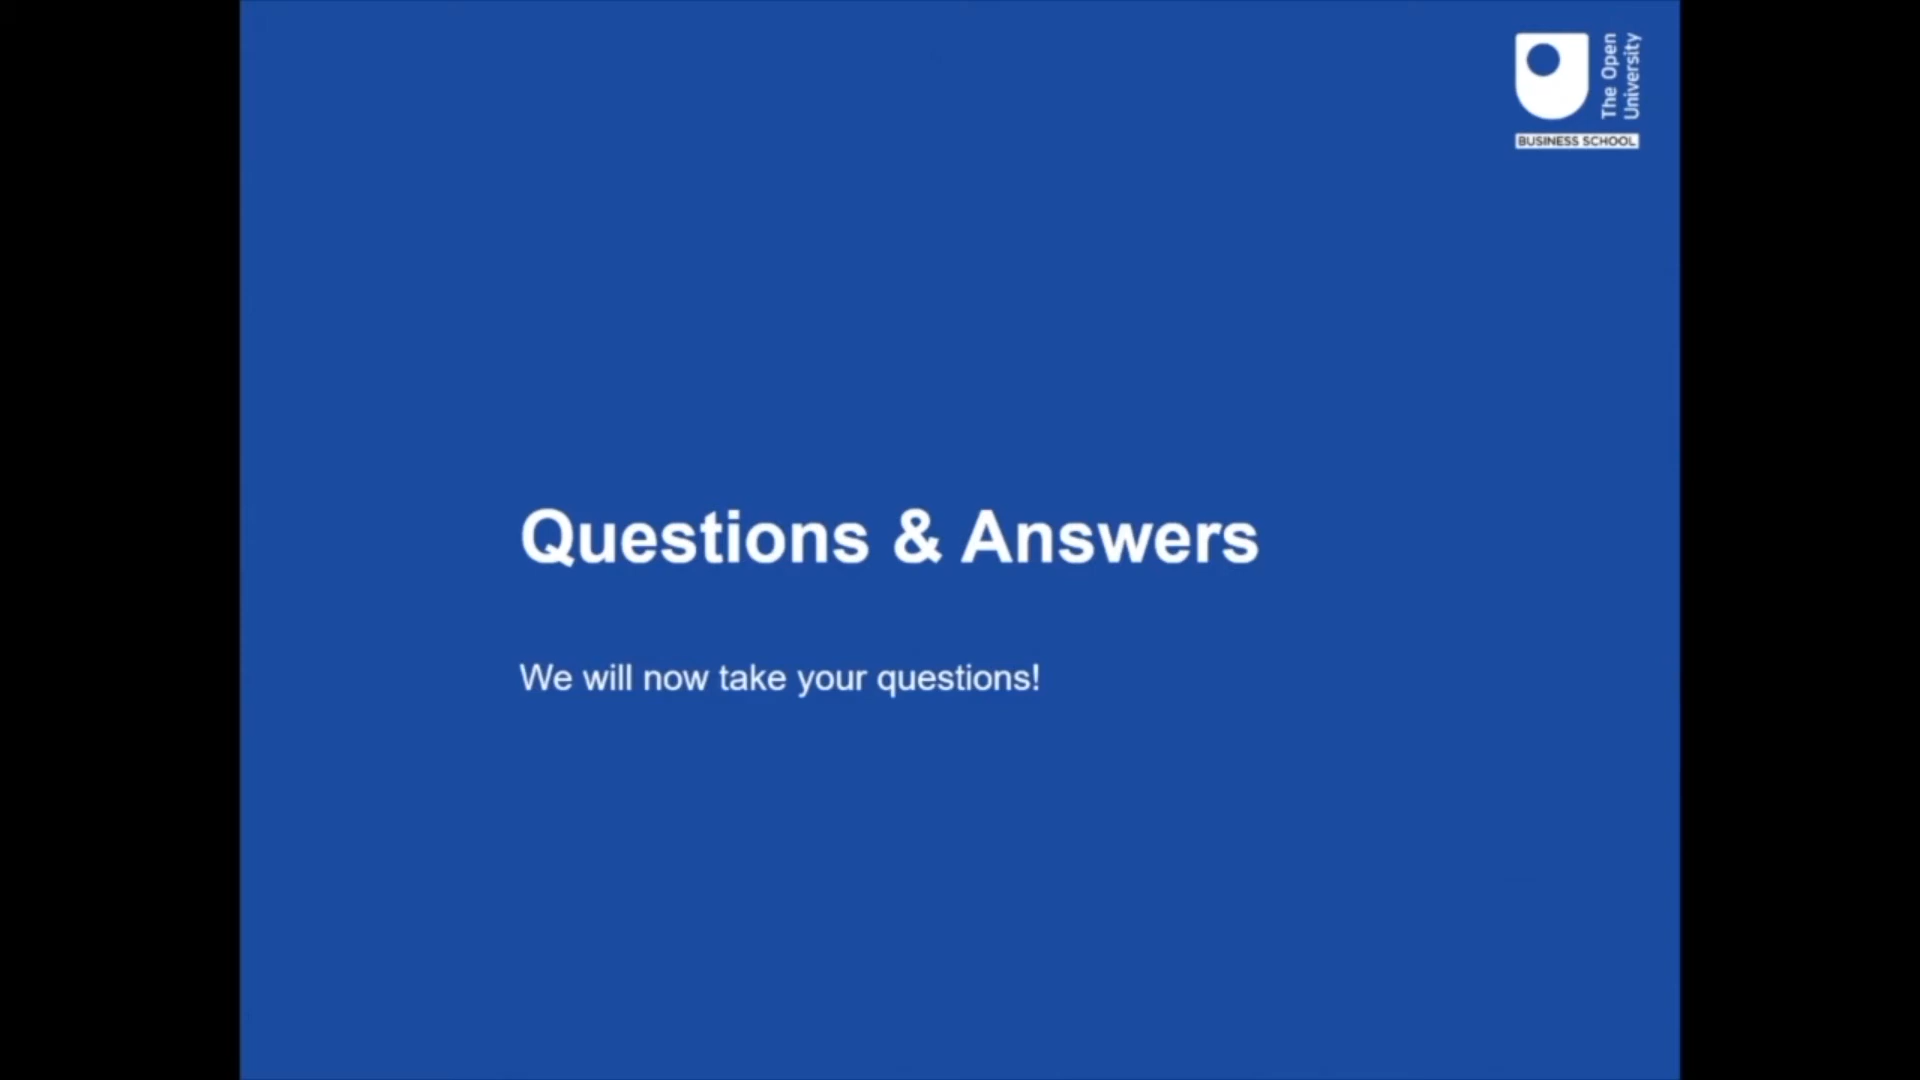 The Open
University
BUSINESS SCHOOL
Questions & Answers
We will now take your questions!